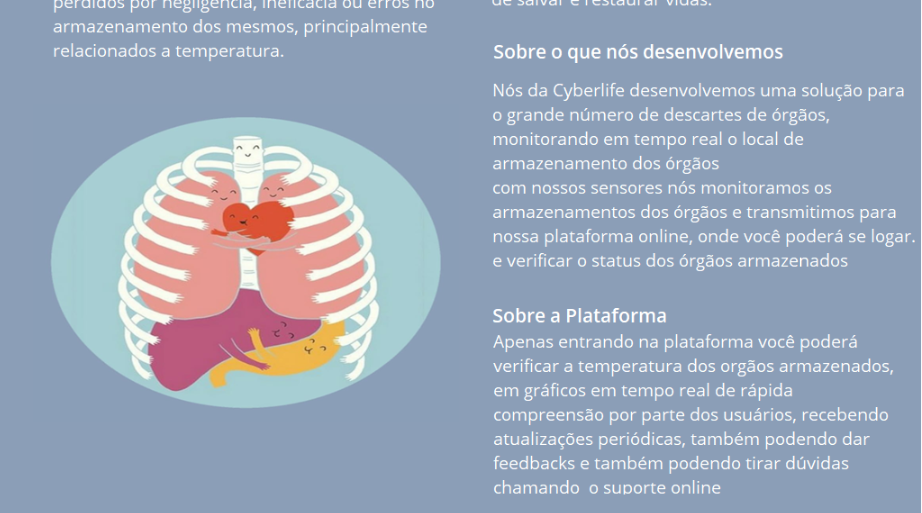 perdidos por negligência, ineficácia ou erros no
armazenamento dos mesmos, principalmente
relacionados a temperatura.
de salvar e restaurar vidas.
Sobre o que nós desenvolvemos
Nós da Cyberlife desenvolvemos uma solução para
o grande número de descartes de órgãos,
monitorando em tempo real o local de
armazenamento dos órgãos
com nossos sensores nós monitoramos os
armazenamentos dos órgãos e transmitimos para
nossa plataforma online, onde você poderá se logar.
e verificar o status dos órgãos armazenados
Sobre a Plataforma
Apenas entrando na plataforma você poderá
verificar a temperatura dos orgãos armazenados,
em gráficos em tempo real de rápida
compreensão por parte dos usuários, recebendo
atualizações periódicas, também podendo dar
feedbacks e também podendo tirar dúvidas
chamando  o suporte online